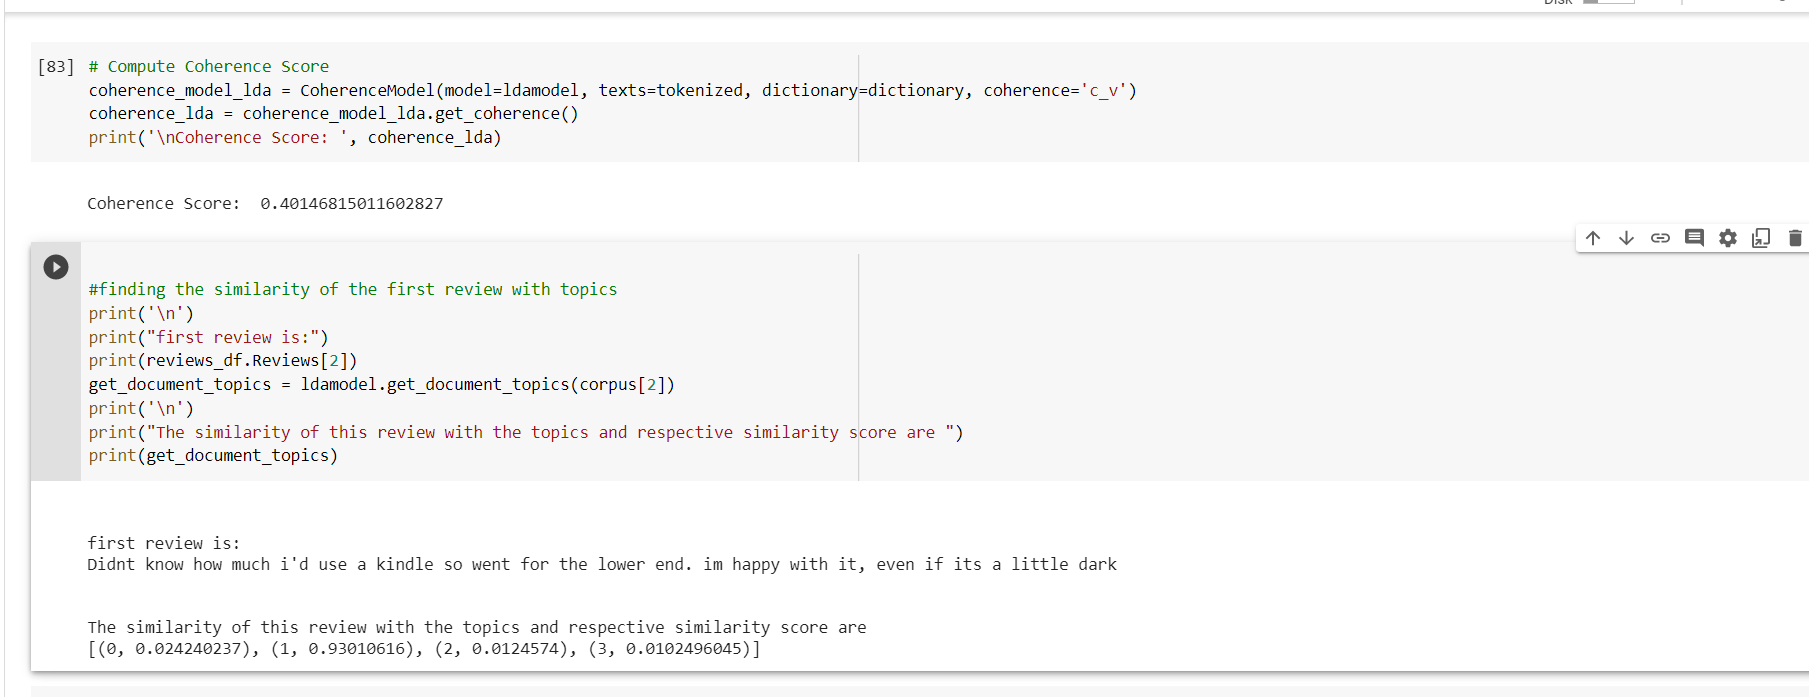 Disk
[83] # Compute Coherence Score
coherence_model_lda = CoherenceModel(model=ldamodel, texts=tokenized, dictionary=dictionary, coherence='c_v')
coherence_lda = coherence_model_lda.get_coherence()
print('\nCoherence Score: ', coherence_lda)
Coherence Score:  0.40146815011602827
#finding the similarity of the first review with topics
print('\n')
print("first review is:")
print(reviews_df.Reviews[2])
get_document_topics = ldamodel.get_document_topics(corpus[2])
print('\n')
print("The similarity of this review with the topics and respective similarity score are ")
print(get_document_topics)
first review is:
Didnt know how much i'd use a kindle so went for the lower end. im happy with it, even if its a little dark
The similarity of this review with the topics and respective similarity score are
[(0, 0.024240237), (1, 0.93010616), (2, 0.0124574), (3, 0.0102496045)]